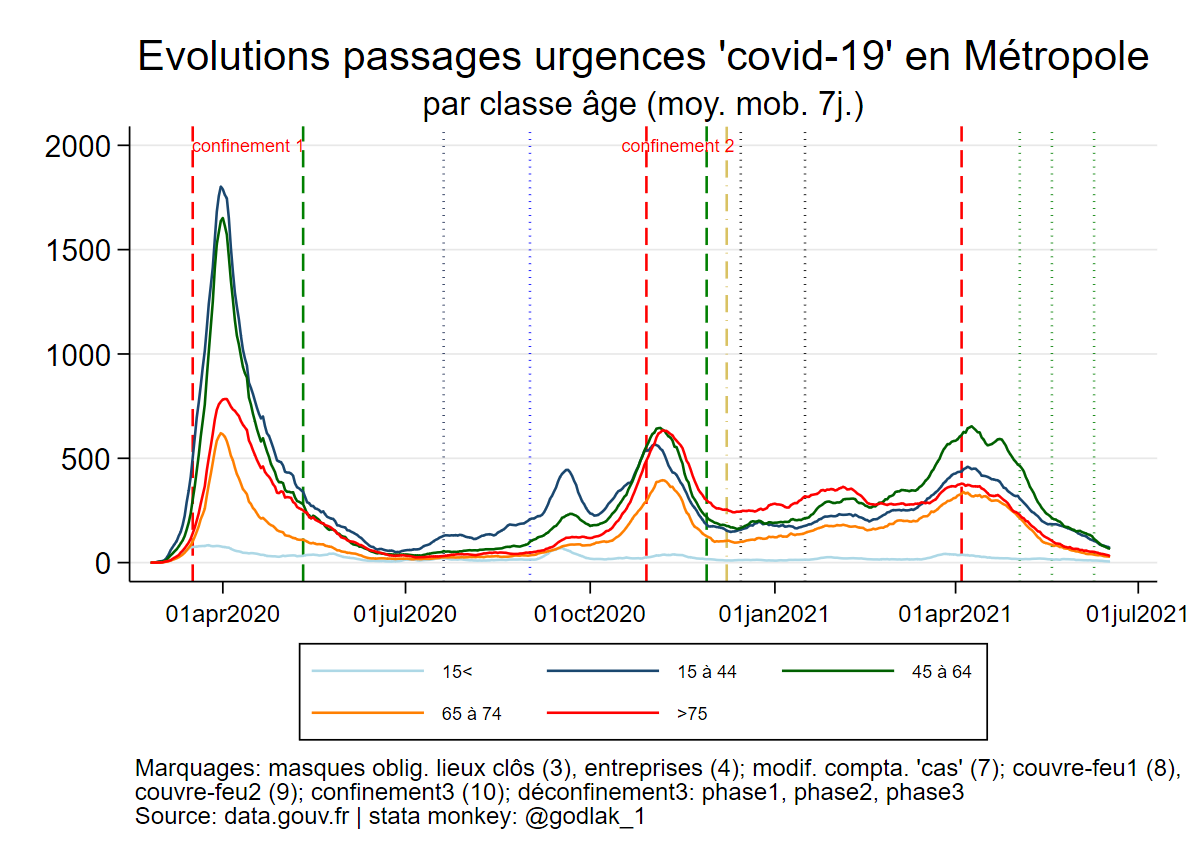 Evolutions passages urgences 'covid-19' en Métropole
par classe âge (moy. mob. 7j.)
2000
1500
1000
500
0
confinement 1
confinement 2
01apr2020
01jul2020
01oct2020
01jan2021
01apr2021
01jul2021
15<
15 à 44
45 à 64
65 à 74
>75
Marquages: masques oblig. lieux clôs (3), entreprises (4); modif. compta. 'cas' (7); couvre-feu1 (8),
couvre-feu2 (9); confinement3 (10); déconfinement3: phase1, phase2, phase3
Source: data.gouv.fr | stata monkey: @godlak_1